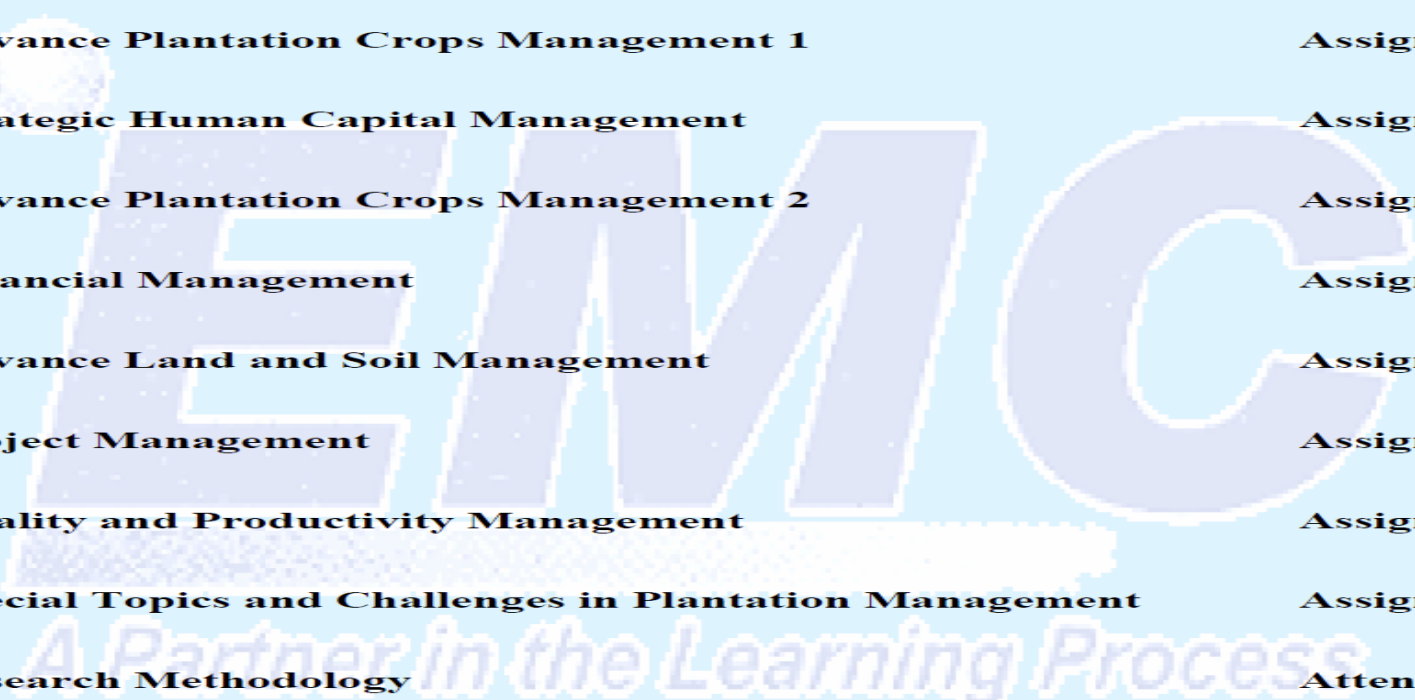 vance Plantation Crops Management 1 Assig
ategic Human Capital Management Assig
vance Plantation Crops Management 2 Assig
ancial Management Assig
vance Land and Soil Management Assig
ject Management Assig
ality and Productivity Management Assig
ecial Topics and Challenges in Plantation Management Assig
search Methodology Atten
EMC
A Partner in the Learning Process